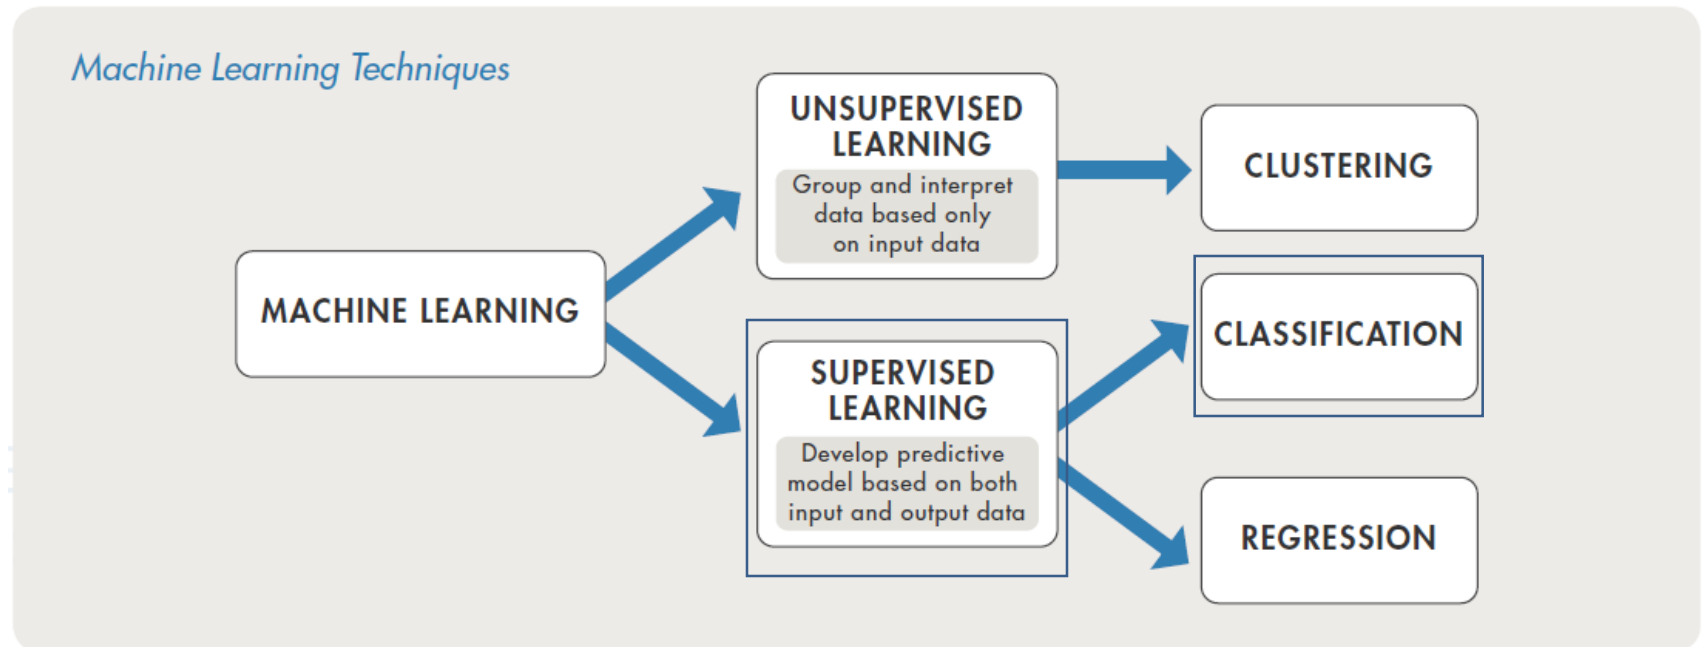 Machine Learning Techniques
MACHINE LEARNING
UNSUPERVISED
LEARNING
Group and interpret
data based only
on input data
SUPERVISED
LEARNING
Develop predictive
model based on both
input and output data
CLUSTERING
CLASSIFICATION
REGRESSION